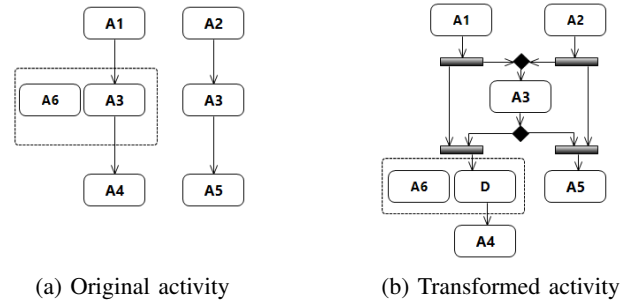 A1 A2
A6 A3 A3
A4 A5
(a) Original activity
A1 A2
A3
A6 D A5
A4
(b) Transformed activity